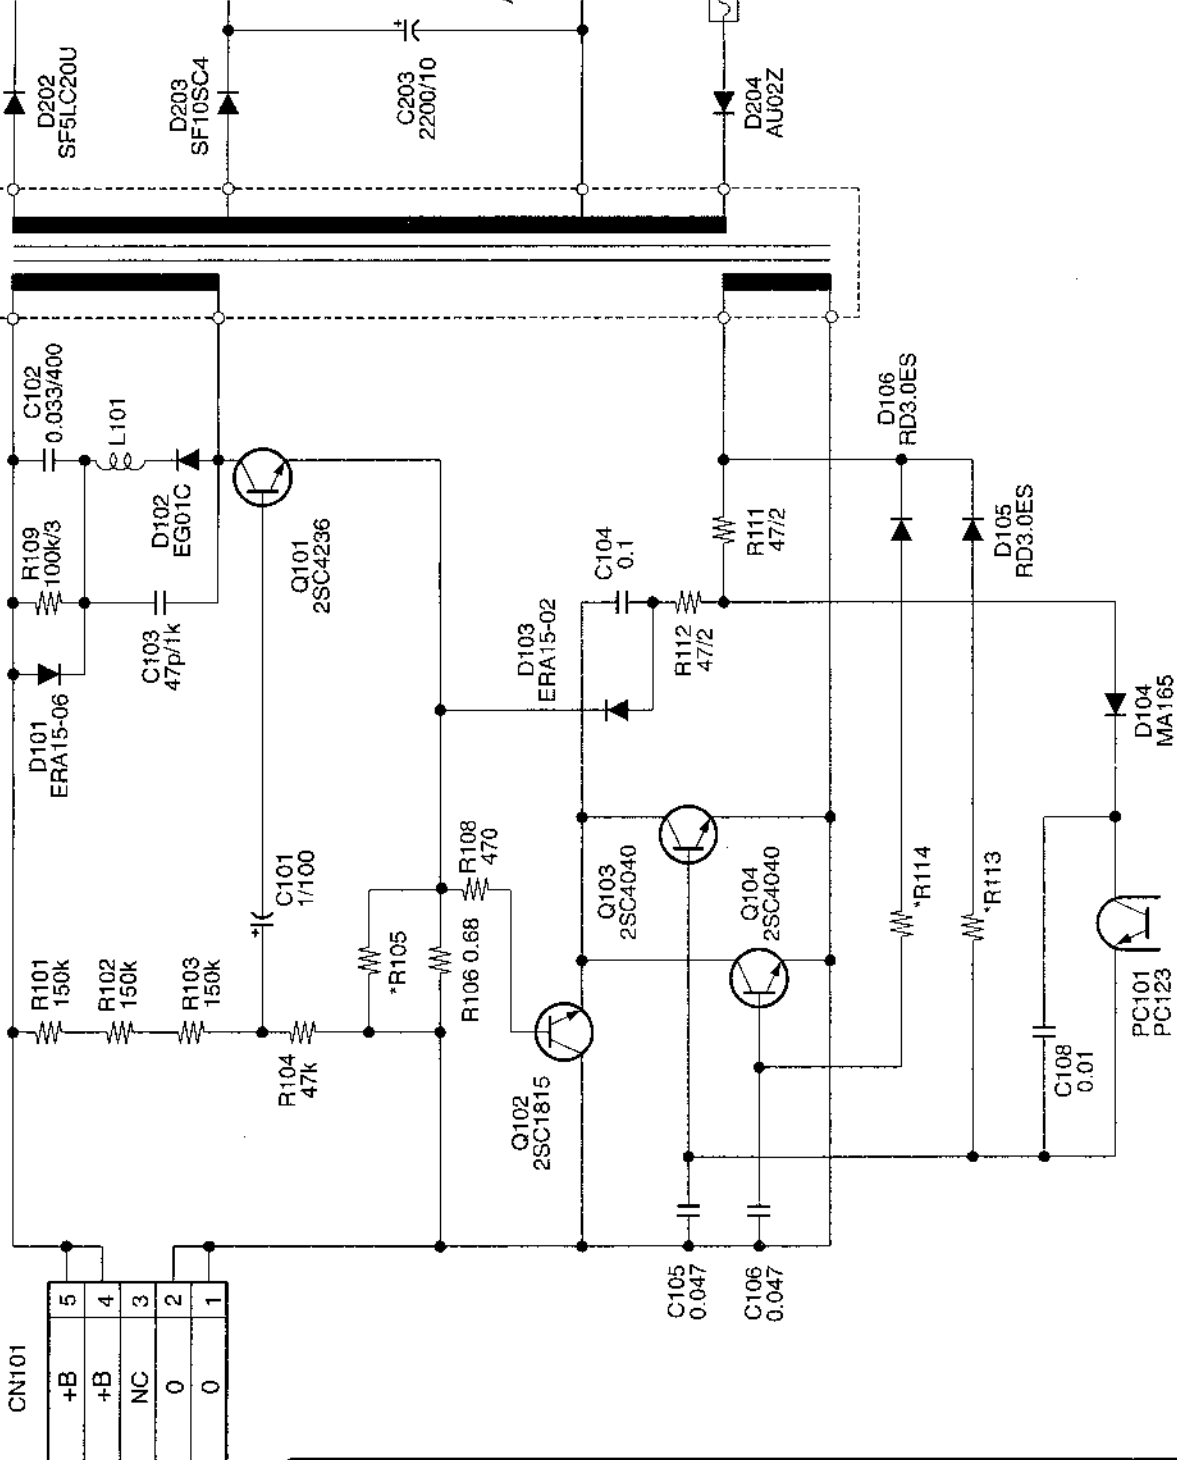 D202
SF5LC20U
D203
SF10SC4
+
C203
2200/10
D204
AU02Z
C102
0.033/400
L101
R109
100k/3
D102
EG01C
D101
ERA15-06
C103
47p/1k
Q101
2SC4236
C104
0.1
R111
47/2
D106
RD3.0ES
D105
RD3.0ES
D103
ERA15-02
R112
47/2
D104
MA165
R101
150k
R102
150k
R103
150k
+
C101
1/100
*R105
R106 0.68
R108
470
Q103
2SC4040
Q104
2SC4040
*R114
*R113
R104
47k
Q102
2SC1815
C108
0.01
PC101
PC123
C105
0.047
C106
0.047
CN101
+B 5
+B 4
NC 3
0 2
0 1